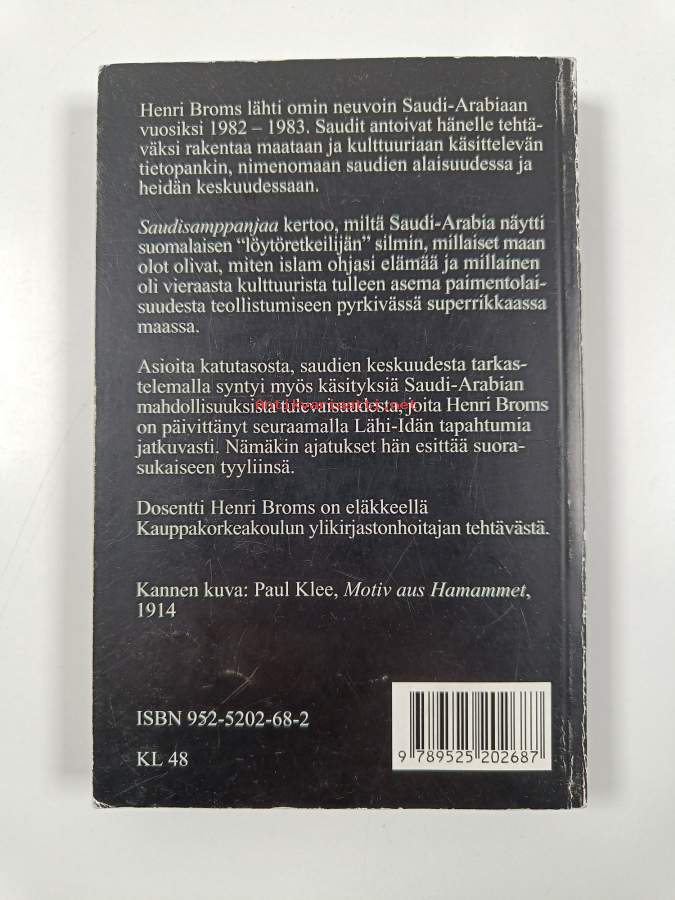 Henri Broms lähti omin neuvoin Saudi-Arabiaan
vuosiksi 1982 – 1983. Saudit antoivat hänelle tehtä-
väksi rakentaa maataan ja kulttuuriaan käsittelevän
tietopankin, nimenomaan saudien alaisuudessa ja
heidän keskuudessaan.
Saudisamppanjaa kertoo, miltä Saudi-Arabia näytti
suomalaisen “löytöretkeilijän” silmin, millaiset maan
olot olivat, miten islam ohjasi elämää ja millainen
oli vieraasta kulttuurista tulleen asema paimentolai-
suudesta teollistumiseen pyrkivässä superrikkaassa
maassa.
Asioita katutasosta, saudien keskuudesta tarkas-
telemalla syntyi myös käsityksiä Saudi-Arabian
mahdollisuuksista tulevaisuudesta, joita Henri Broms
on päivittänyt seuraamalla Lähi-Idän tapahtumia
jatkuvasti. Nämäkin ajatukset hän esittää suora-
sukaiseen tyyliinsä.
Dosentti Henri Broms on eläkkeellä
Kauppakorkeakoulun ylikirjastonhoitajan tehtävästä.
Kannen kuva: Paul Klee, Motiv aus Hamammet,
1914
ISBN 952-5202-68-2
KL 48
9 789525 202687